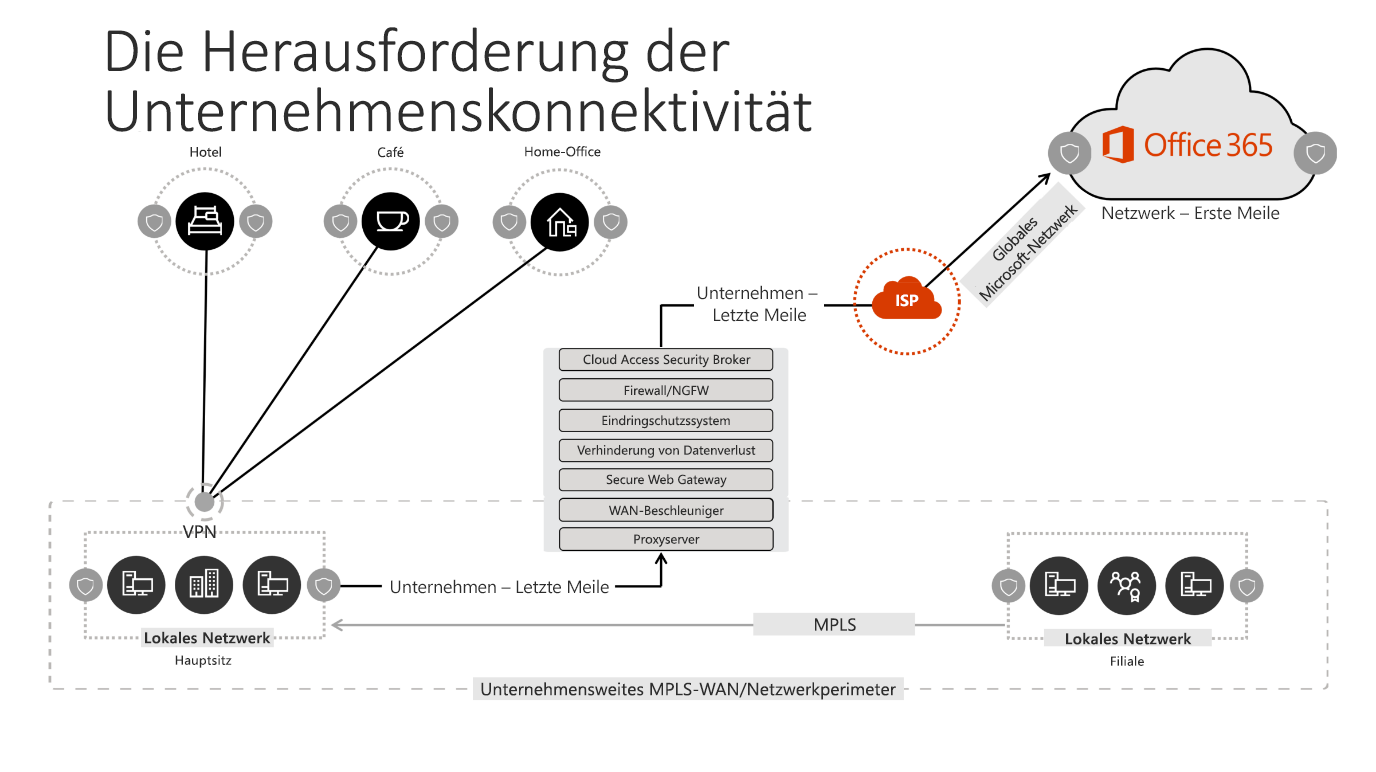 Die Herausforderung der
Unternehmenskonnektivität
Hotel
Café
Home-Office
Office 365
Netzwerk – Erste Meile
Globales
Microsoft-Netzwerk
ISP
Unternehmen –
Letzte Meile
Cloud Access Security Broker
Firewall/NGFW
Eindringschutzssystem
Verhinderung von Datenverlust
Secure Web Gateway
WAN-Beschleuniger
Proxyserver
VPN
Unternehmen – Letzte Meile
MPLS
Lokales Netzwerk
Hauptsitz
Lokales Netzwerk
Filiale
Unternehmensweites MPLS-WAN/Netzwerkperimeter